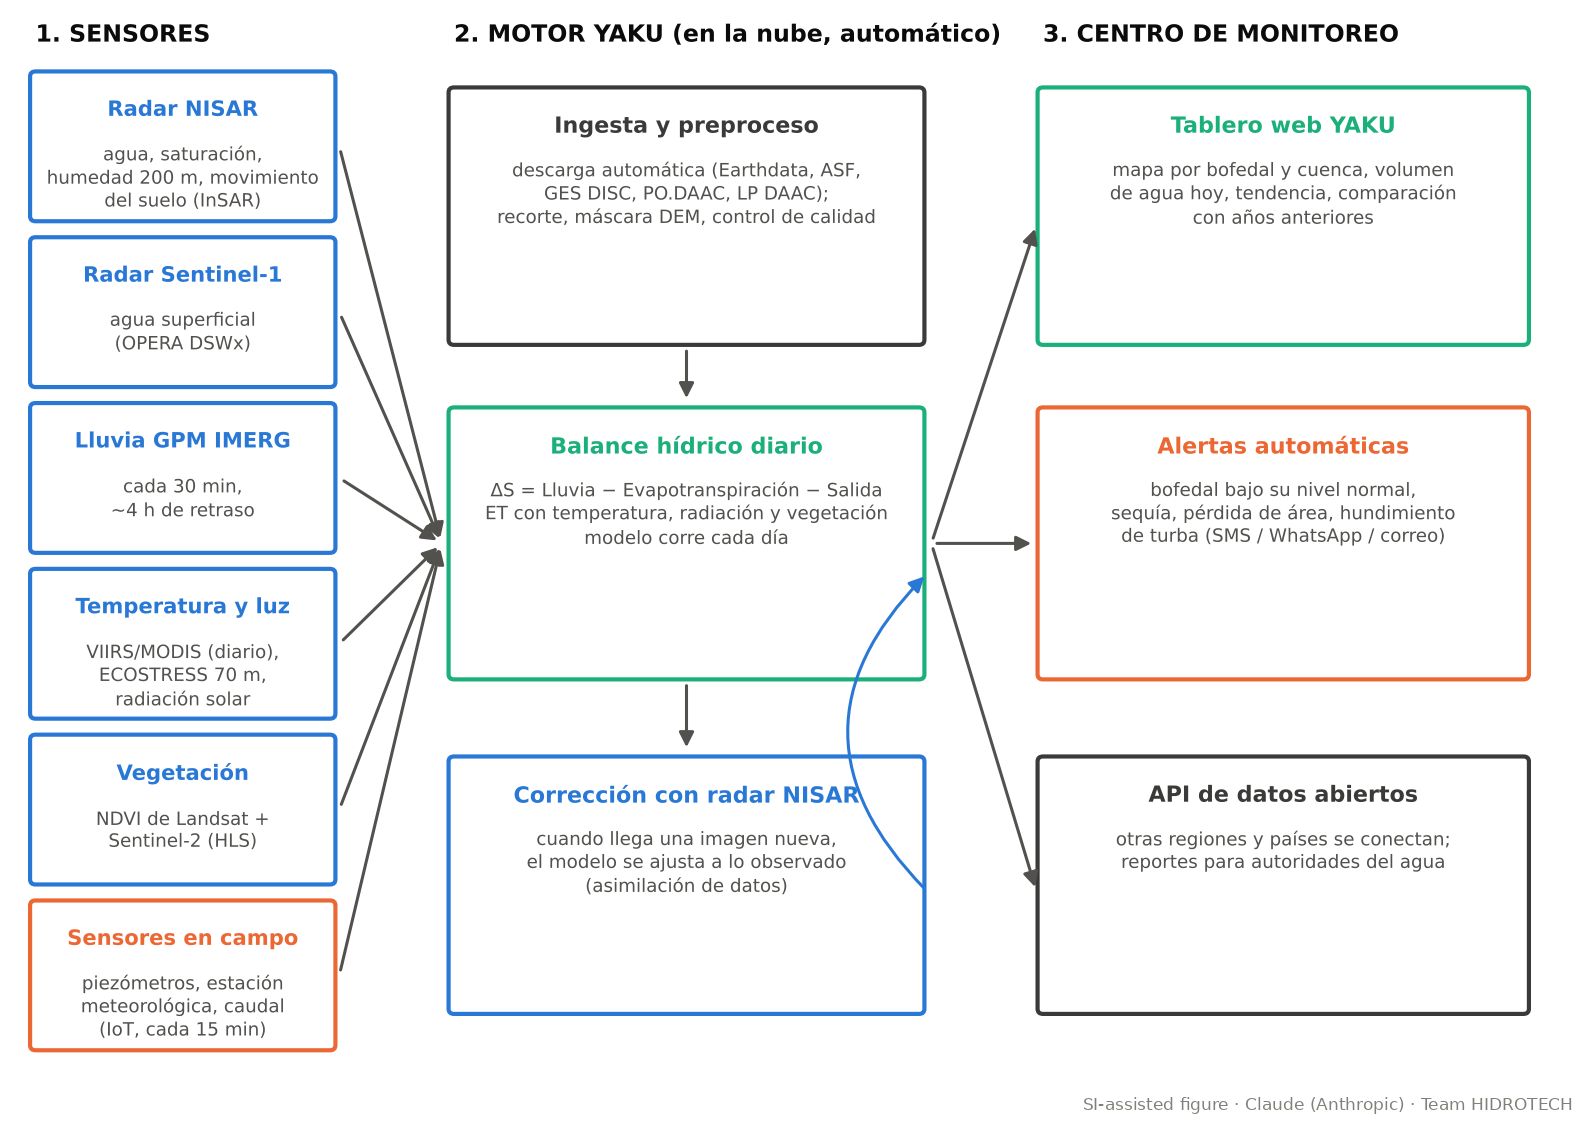 1. SENSORES
Radar NISAR
agua, saturación,
humedad 200 m, movimiento
del suelo (InSAR)
Radar Sentinel-1
agua superficial
(OPERA DSWx)
Lluvia GPM IMERG
cada 30 min,
~4 h de retraso
Temperatura y luz
VIIRS/MODIS (diario),
ECOSTRESS 70 m,
radiación solar
Vegetación
NDVI de Landsat +
Sentinel-2 (HLS)
Sensores en campo
piezómetros, estación
meteorológica, caudal
(IoT, cada 15 min)
2. MOTOR YAKU (en la nube, automático)
Ingesta y preproceso
descarga automática (Earthdata, ASF,
GES DISC, PO.DAAC, LP DAAC);
recorte, máscara DEM, control de calidad
Balance hídrico diario
ΔS = Lluvia − Evapotranspiración − Salida
ET con temperatura, radiación y vegetación
modelo corre cada día
Corrección con radar NISAR
cuando llega una imagen nueva,
el modelo se ajusta a lo observado
(asimilación de datos)
3. CENTRO DE MONITOREO
Tablero web YAKU
mapa por bofedal y cuenca, volumen
de agua hoy, tendencia, comparación
con años anteriores
Alertas automáticas
bofedal bajo su nivel normal,
sequía, pérdida de área, hundimiento
de turba (SMS / WhatsApp / correo)
API de datos abiertos
otras regiones y países se conectan;
reportes para autoridades del agua
SI-assisted figure · Claude (Anthropic) · Team HIDROTECH